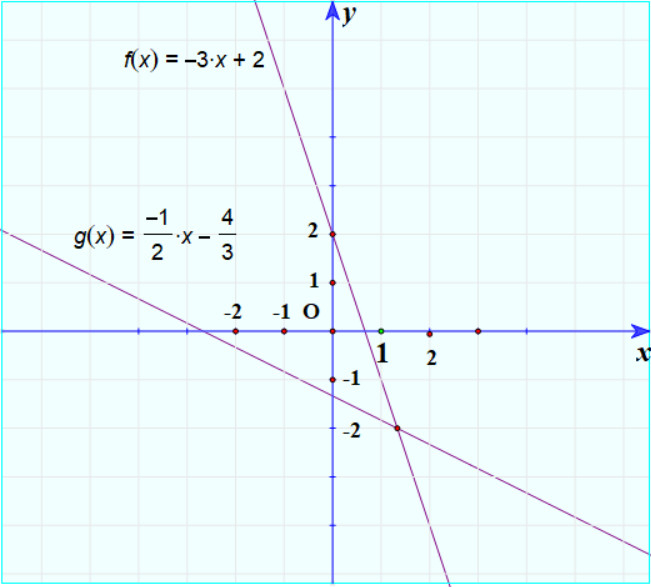 y
f(x) = –3·x + 2
g(x) = –1/2 ·x – 4/3
2
1
-2 -1 O
1 2 x
-1
-2